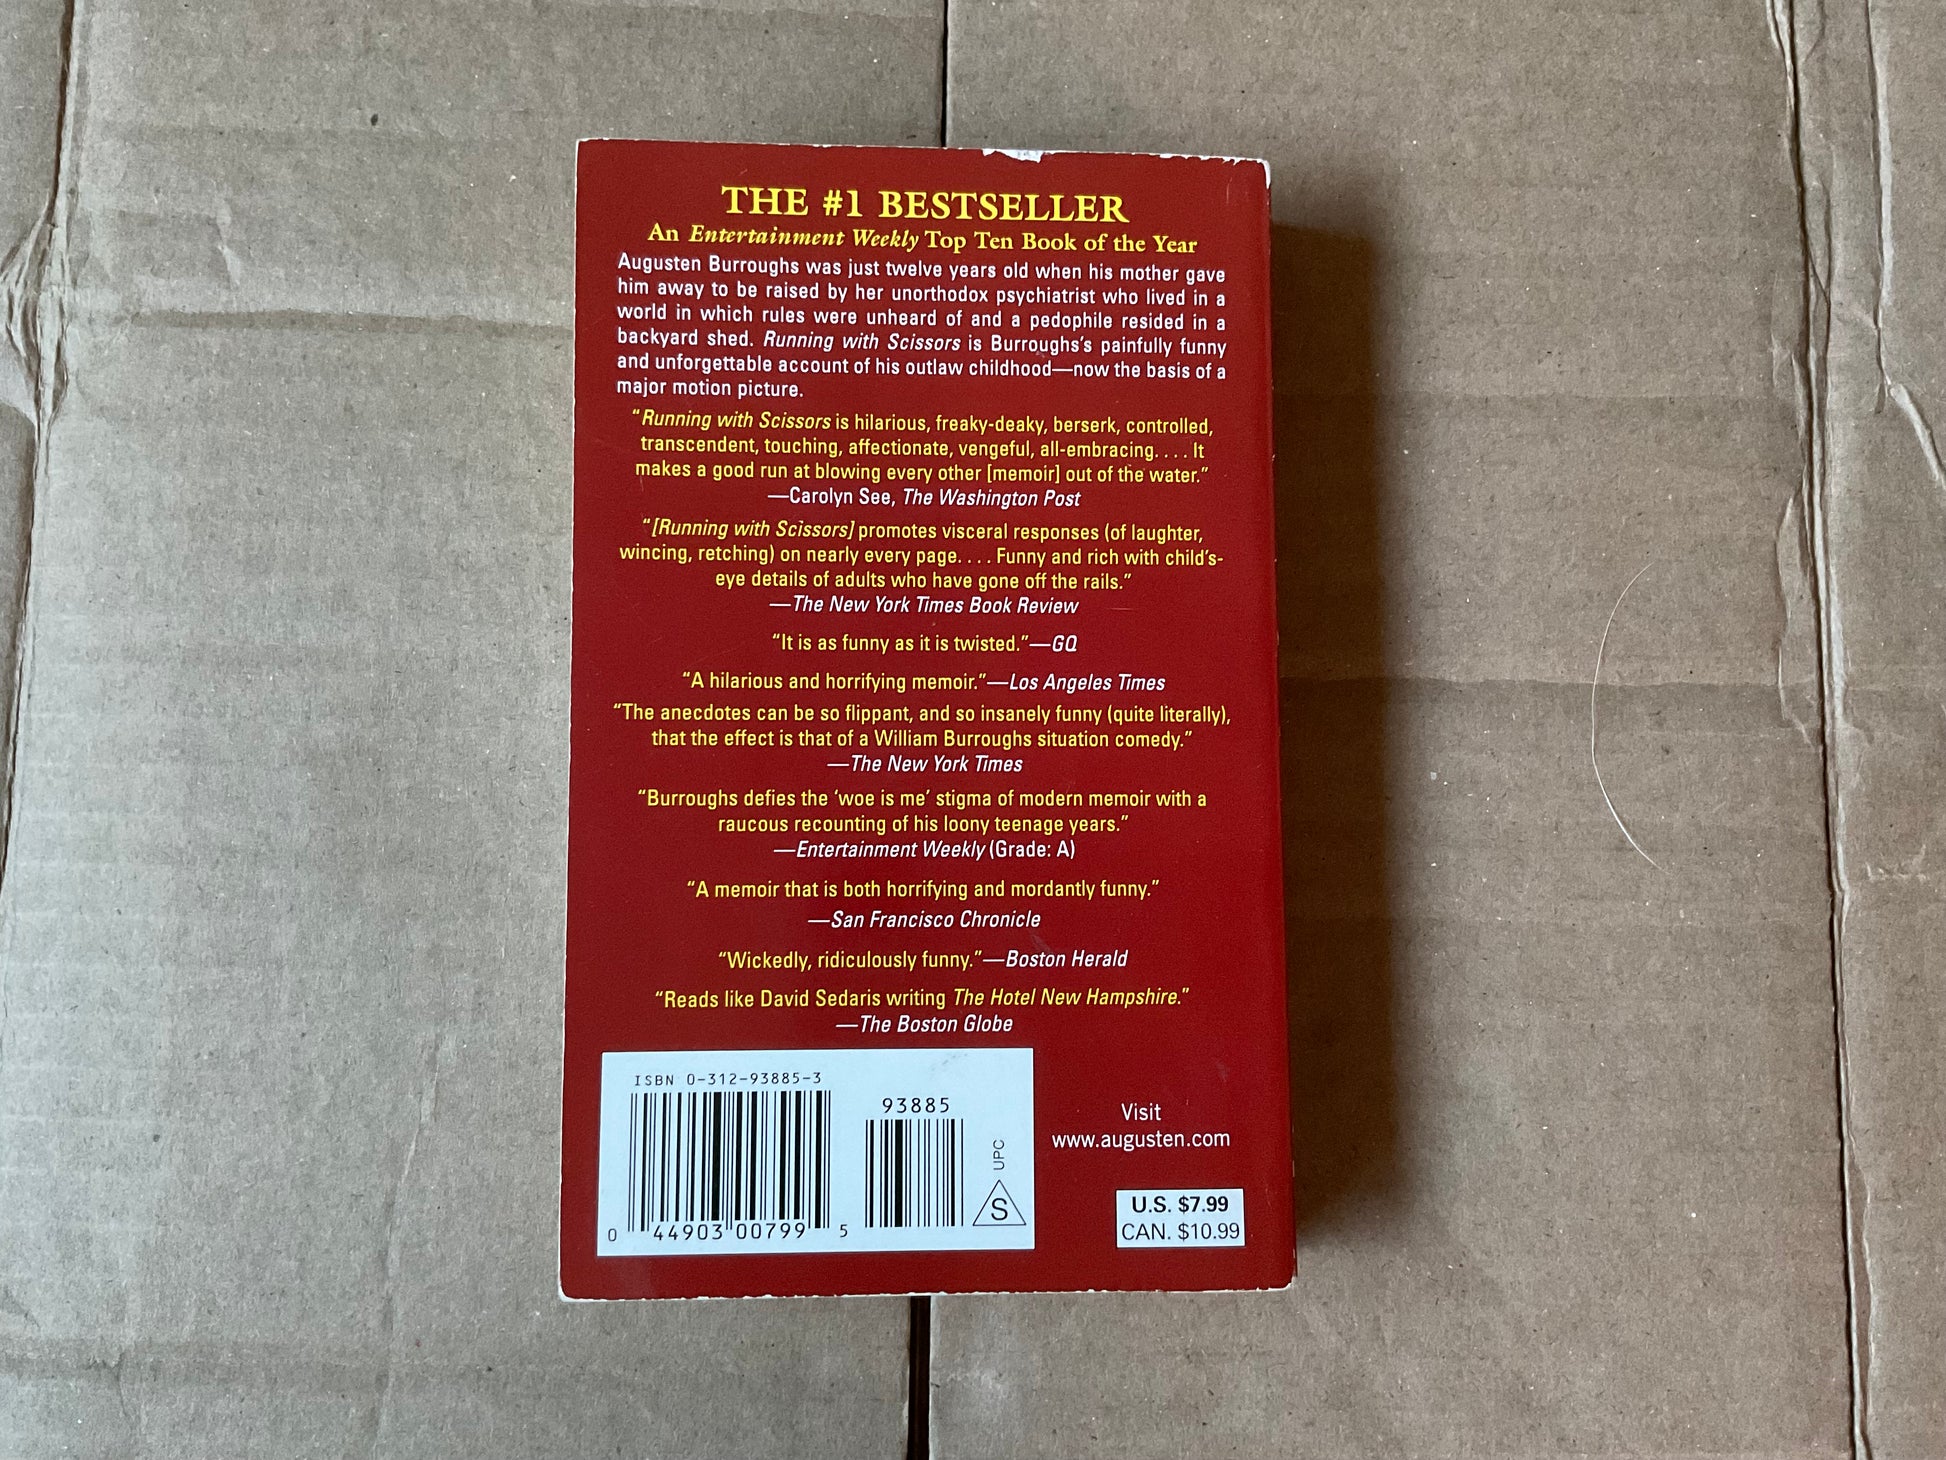 THE #1 BESTSELLER
An Entertainment Weekly Top Ten Book of the Year
Augusten Burroughs was just twelve years old when his mother gave
him away to be raised by her unorthodox psychiatrist who lived in a
world in which rules were unheard of and a pedophile resided in a
backyard shed. Running with Scissors is Burroughs's painfully funny
and unforgettable account of his outlaw childhood—now the basis of a
major motion picture.
“Running with Scissors is hilarious, freaky-deaky, berserk, controlled,
transcendent, touching, affectionate, vengeful, all-embracing. . . . It
makes a good run at blowing every other [memoir] out of the water.”
—Carolyn See, The Washington Post
“[Running with Scissors] promotes visceral responses (of laughter,
wincing, retching) on nearly every page. . . . Funny and rich with child's-
eye details of adults who have gone off the rails.”
—The New York Times Book Review
“It is as funny as it is twisted.”—GQ
“A hilarious and horrifying memoir.”—Los Angeles Times
“The anecdotes can be so flippant, and so insanely funny (quite literally),
that the effect is that of a William Burroughs situation comedy.”
—The New York Times
“Burroughs defies the ‘woe is me’ stigma of modern memoir with a
raucous recounting of his loony teenage years.”
—Entertainment Weekly (Grade: A)
“A memoir that is both horrifying and mordantly funny.”
—San Francisco Chronicle
“Wickedly, ridiculously funny.”—Boston Herald
“Reads like David Sedaris writing The Hotel New Hampshire.”
—The Boston Globe
ISBN 0-312-93885-3
93885
UPC
S
0 44903 00799 5
Visit
www.augusten.com
U.S. $7.99
CAN. $10.99